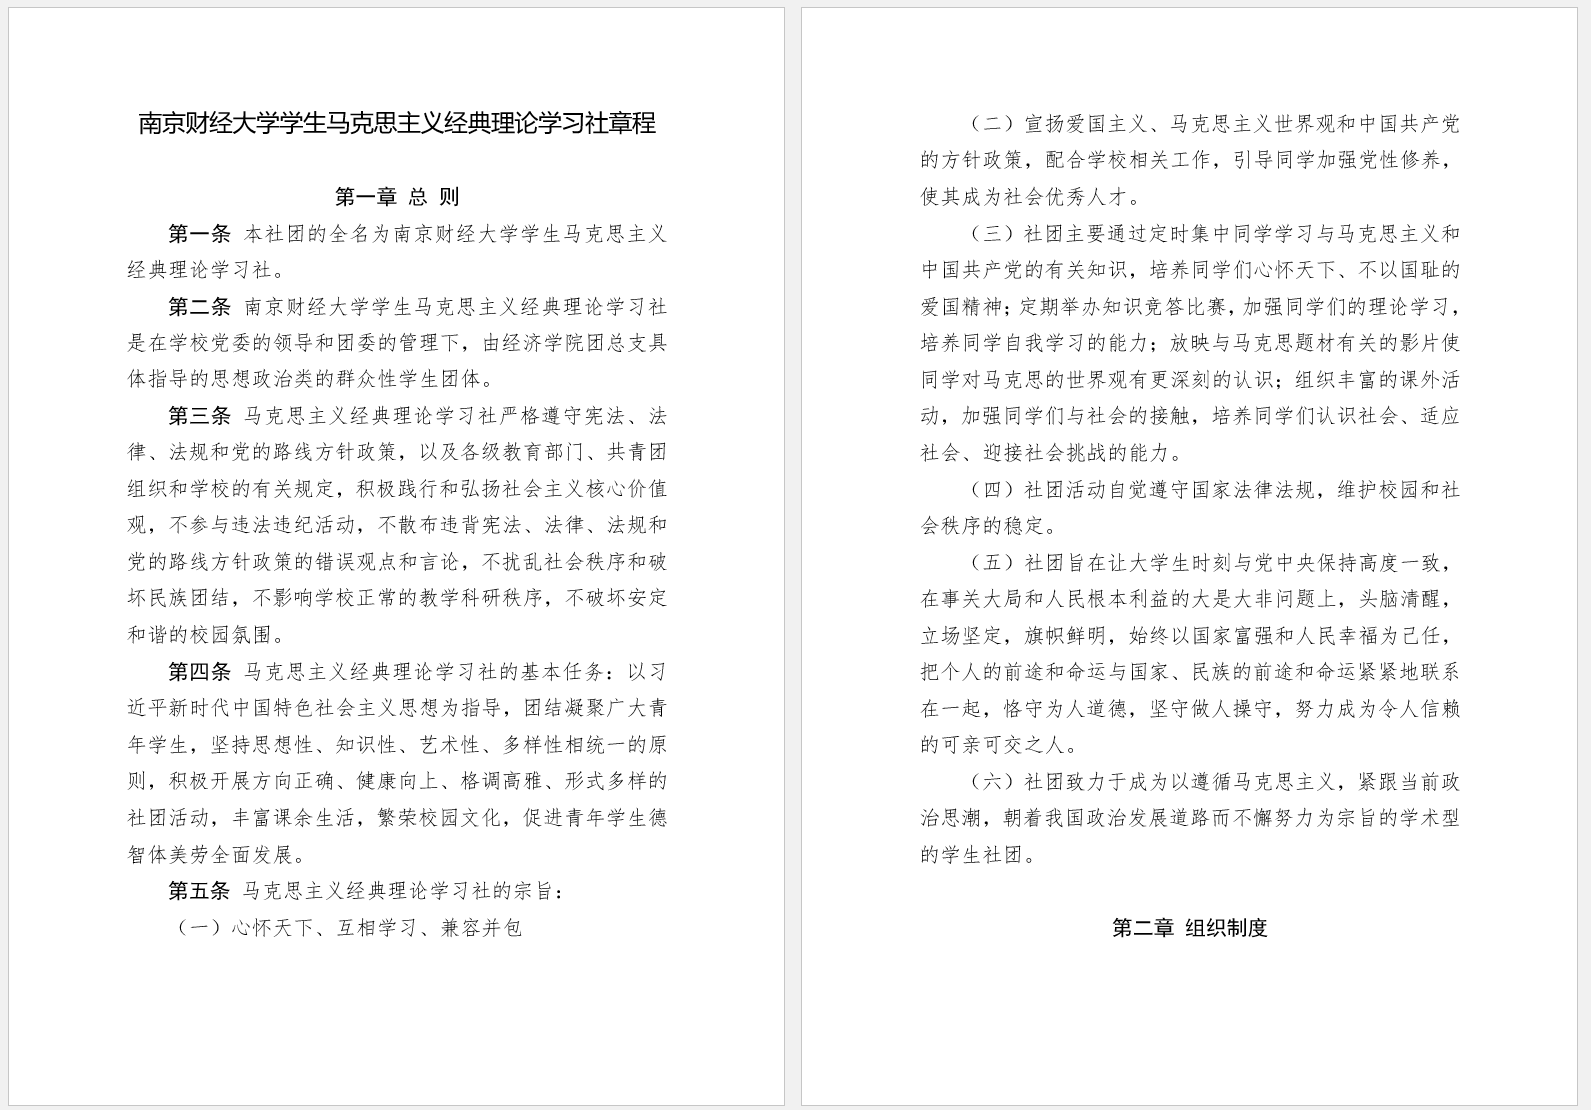 南京财经大学学生马克思主义经典理论学习社章程
第一章 总 则
第一条 本社团的全名为南京财经大学学生马克思主义
经典理论学习社。
第二条 南京财经大学学生马克思主义经典理论学习社
是在学校党委的领导和团委的管理下，由经济学院团总支具
体指导的思想政治类的群众性学生团体。
第三条 马克思主义经典理论学习社严格遵守宪法、法
律、法规和党的路线方针政策，以及各级教育部门、共青团
组织和学校的有关规定，积极践行和弘扬社会主义核心价值
观，不参与违法违纪活动，不散布违背宪法、法律、法规和
党的路线方针政策的错误观点和言论，不扰乱社会秩序和破
坏民族团结，不影响学校正常的教学科研秩序，不破坏安定
和谐的校园氛围。
第四条 马克思主义经典理论学习社的基本任务：以习
近平新时代中国特色社会主义思想为指导，团结凝聚广大青
年学生，坚持思想性、知识性、艺术性、多样性相统一的原
则，积极开展方向正确、健康向上、格调高雅、形式多样的
社团活动，丰富课余生活，繁荣校园文化，促进青年学生德
智体美劳全面发展。
第五条 马克思主义经典理论学习社的宗旨：
（一）心怀天下、互相学习、兼容并包
（二）宣扬爱国主义、马克思主义世界观和中国共产党
的方针政策，配合学校相关工作，引导同学加强党性修养，
使其成为社会优秀人才。
（三）社团主要通过定时集中同学学习与马克思主义和
中国共产党的有关知识，培养同学们心怀天下、不以国耻的
爱国精神；定期举办知识竞答比赛，加强同学们的理论学习，
培养同学自我学习的能力；放映与马克思题材有关的影片使
同学对马克思的世界观有更深刻的认识；组织丰富的课外活
动，加强同学们与社会的接触，培养同学们认识社会、适应
社会、迎接社会挑战的能力。
（四）社团活动自觉遵守国家法律法规，维护校园和社
会秩序的稳定。
（五）社团旨在让大学生时刻与党中央保持高度一致，
在事关大局和人民根本利益的大是大非问题上，头脑清醒，
立场坚定，旗帜鲜明，始终以国家富强和人民幸福为己任，
把个人的前途和命运与国家、民族的前途和命运紧紧地联系
在一起，恪守为人道德，坚守做人操守，努力成为令人信赖
的可亲可交之人。
（六）社团致力于成为以遵循马克思主义，紧跟当前政
治思潮，朝着我国政治发展道路而不懈努力为宗旨的学术型
的学生社团。
第二章 组织制度